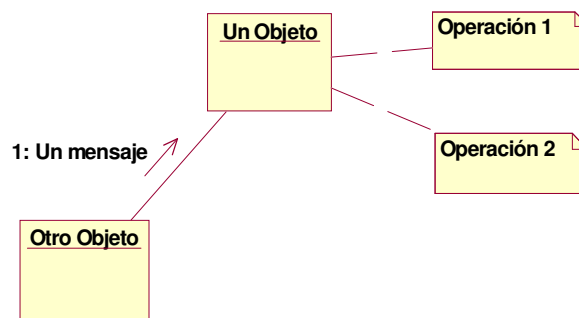 Un Objeto
Operación 1
1: Un mensaje
Operación 2
Otro Objeto